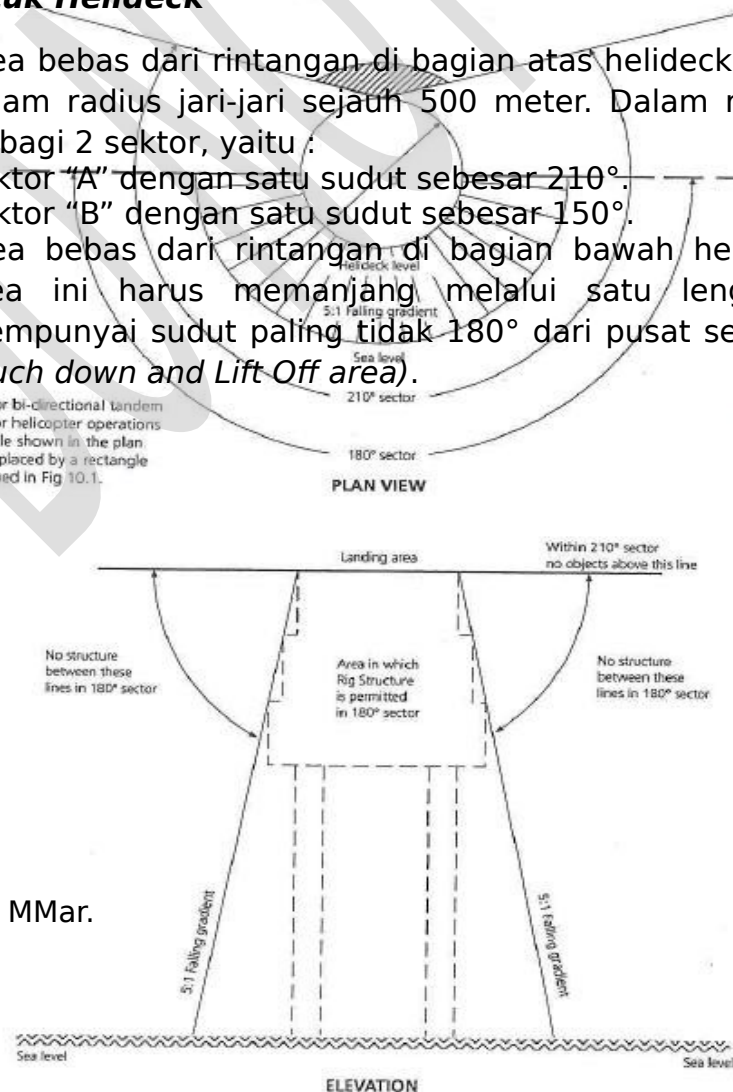 uk Helideck
ea bebas dari rintangan di bagian atas helideck
am radius jari-jari sejauh 500 meter. Dalam
bagi 2 sektor, yaitu :
ktor “A” dengan satu sudut sebesar 210°.
ktor “B” dengan satu sudut sebesar 150°.
ea bebas dari rintangan di bagian bawah he
Helideck level
ea ini harus memanjang melalui satu leng
5:1 Falling gradient
empunyai sudut paling tidak 180° dari pusat se
Sea level
uch down and Lift Off area).
210° sector
or bi-directional tandem
or helicopter operations
le shown in the plan
placed by a rectangle
ed in Fig 10.1.
180° sector
PLAN VIEW
Landing area
Within 210° sector
no objects above this line
No structure
between these
lines in 180° sector
Area in which
Rig Structure
is permitted
in 180° sector
No structure
between these
lines in 180° sector
MMar.
5:1 Falling gradient
5:1 Falling gradient
Sea level
Sea level
ELEVATION